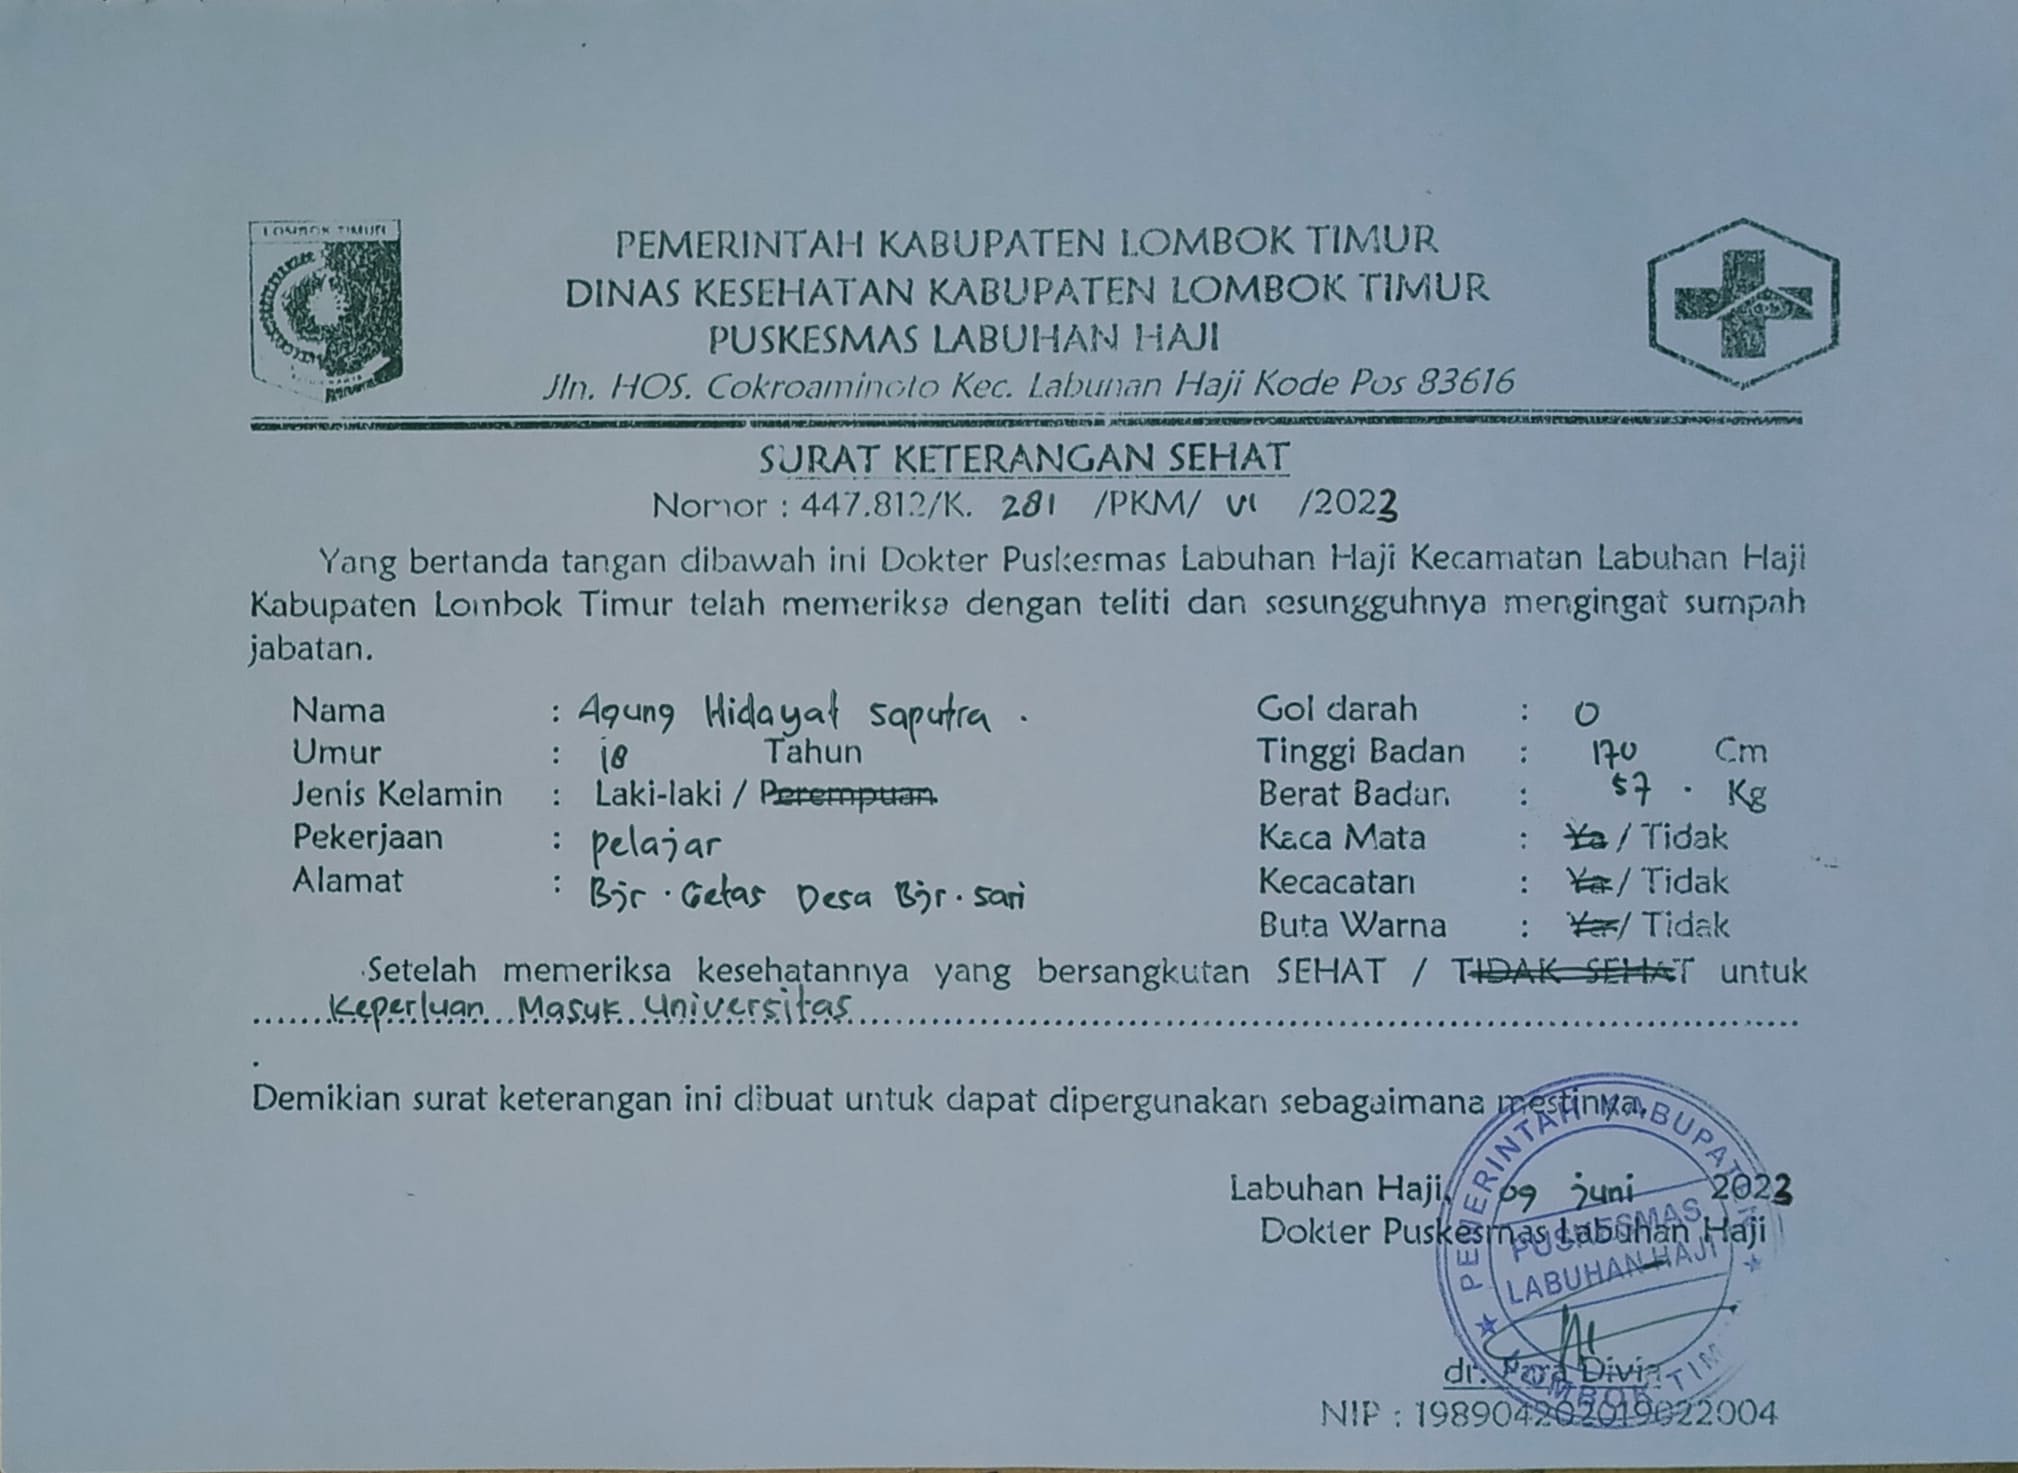 LOMBOK TIMUR
PEMERINTAH KABUPATEN LOMBOK TIMUR
DINAS KESEHATAN KABUPATEN LOMBOK TIMUR
PUSKESMAS LABUHAN HAJI
Jln. HOS. Cokroaminoto Kec. Labuhan Haji Kode Pos 83616
SURAT KETERANGAN SEHAT
Nomor : 447.812/K. 281 /PKM/ VI /2023
Yang bertanda tangan dibawah ini Dokter Puskesmas Labuhan Haji Kecamatan Labuhan Haji
Kabupaten Lombok Timur telah memeriksa dengan teliti dan sesungguhnya mengingat sumpah
jabatan.
Nama : Agung Hidayat Saputra .
Umur : 18 Tahun
Jenis Kelamin : Laki-laki / Perempuan
Pekerjaan : pelajar
Alamat : Bjr . Getas Desa Bjr . Sari
Gol darah : O
Tinggi Badan : 170 Cm
Berat Badan : 57 . Kg
Kaca Mata : Ya / Tidak
Kecacatan : Ya / Tidak
Buta Warna : Ya / Tidak
Setelah memeriksa kesehatannya yang bersangkutan SEHAT / TIDAK SEHAT untuk
Keperluan Masuk Universitas
.
Demikian surat keterangan ini dibuat untuk dapat dipergunakan sebagaimana mestinya.
Labuhan Haji, 09 juni 2023
Dokter Puskesmas Labuhan Haji
PEMERINTAH KABUPATEN
PUSKESMAS
LABUHAN HAJI
LOMBOK TIM
dr. Divia
NIP : 198904202019022004